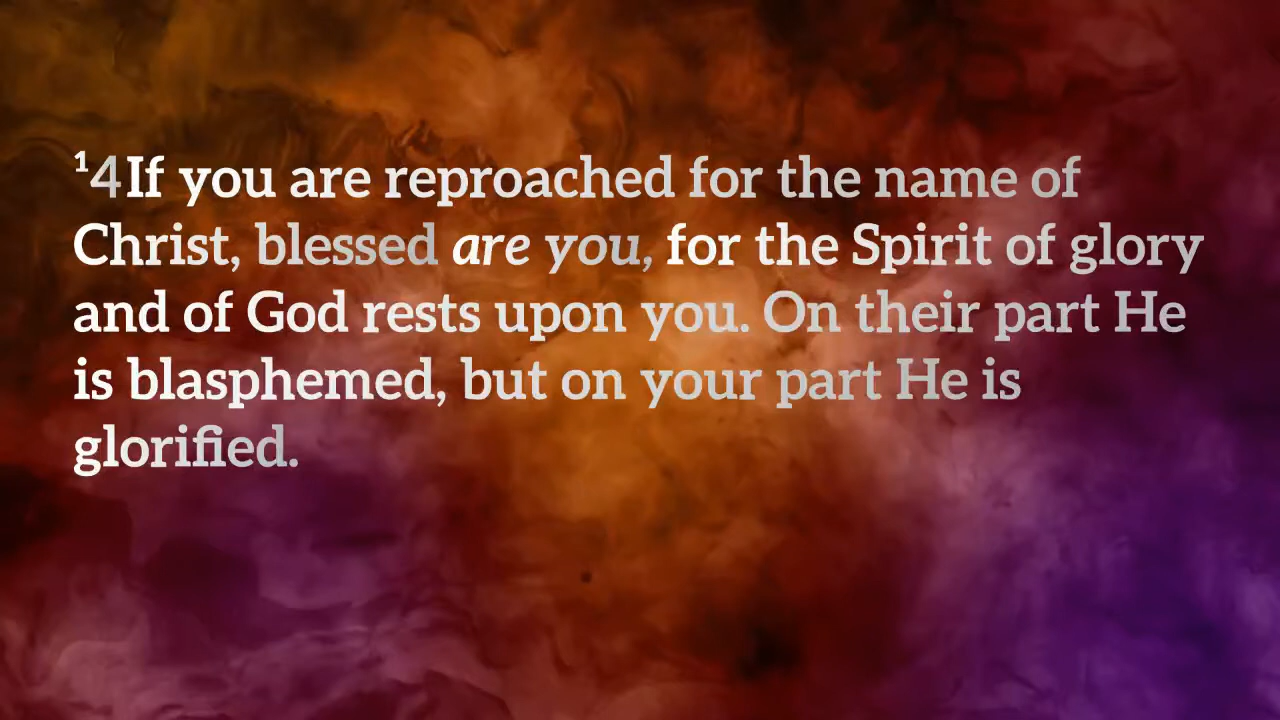 ¹4If you are reproached for the name of
Christ, blessed are you, for the Spirit of glory
and of God rests upon you. On their part He
is blasphemed, but on your part He is
glorified.